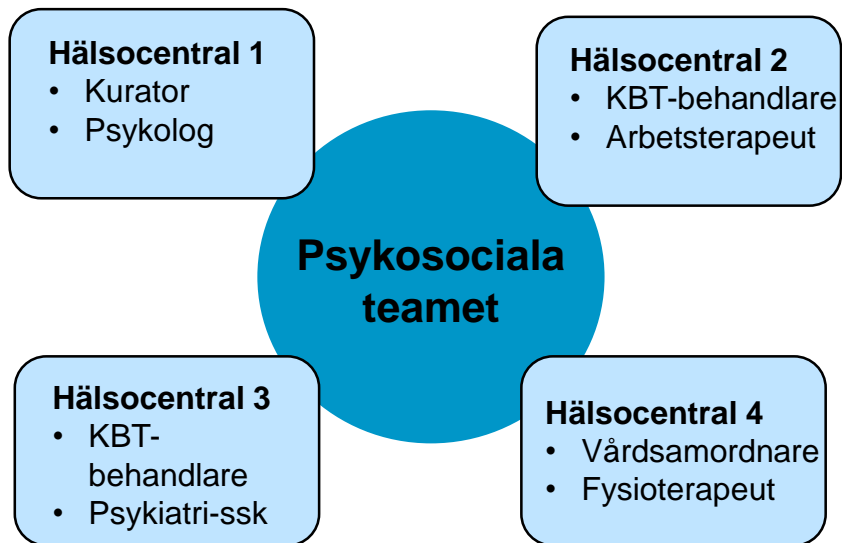 Hälsocentral 1
• Kurator
• Psykolog
Hälsocentral 2
• KBT-behandlare
• Arbetsterapeut
Psykosociala
teamet
Hälsocentral 3
• KBT-
behandlare
• Psykiatri-ssk
Hälsocentral 4
• Vårdsamordnare
• Fysioterapeut